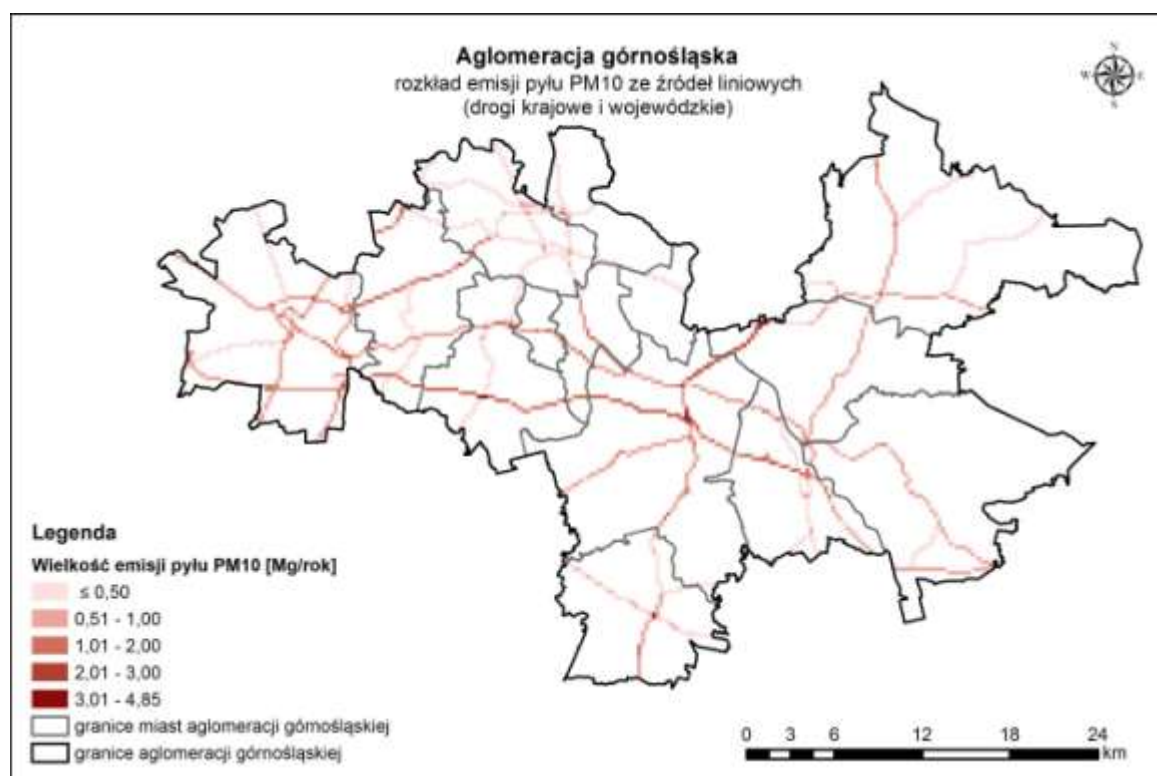 Aglomeracja górnośląska
rozkład emisji pyłu PM10 ze źródeł liniowych
(drogi krajowe i wojewódzkie)
N
W E
S
Legenda
Wielkość emisji pyłu PM10 [Mg/rok]
≤ 0,50
0,51 - 1,00
1,01 - 2,00
2,01 - 3,00
3,01 - 4,85
granice miast aglomeracji górnośląskiej
granice aglomeracji górnośląskiej
0 3 6 12 18 24
km